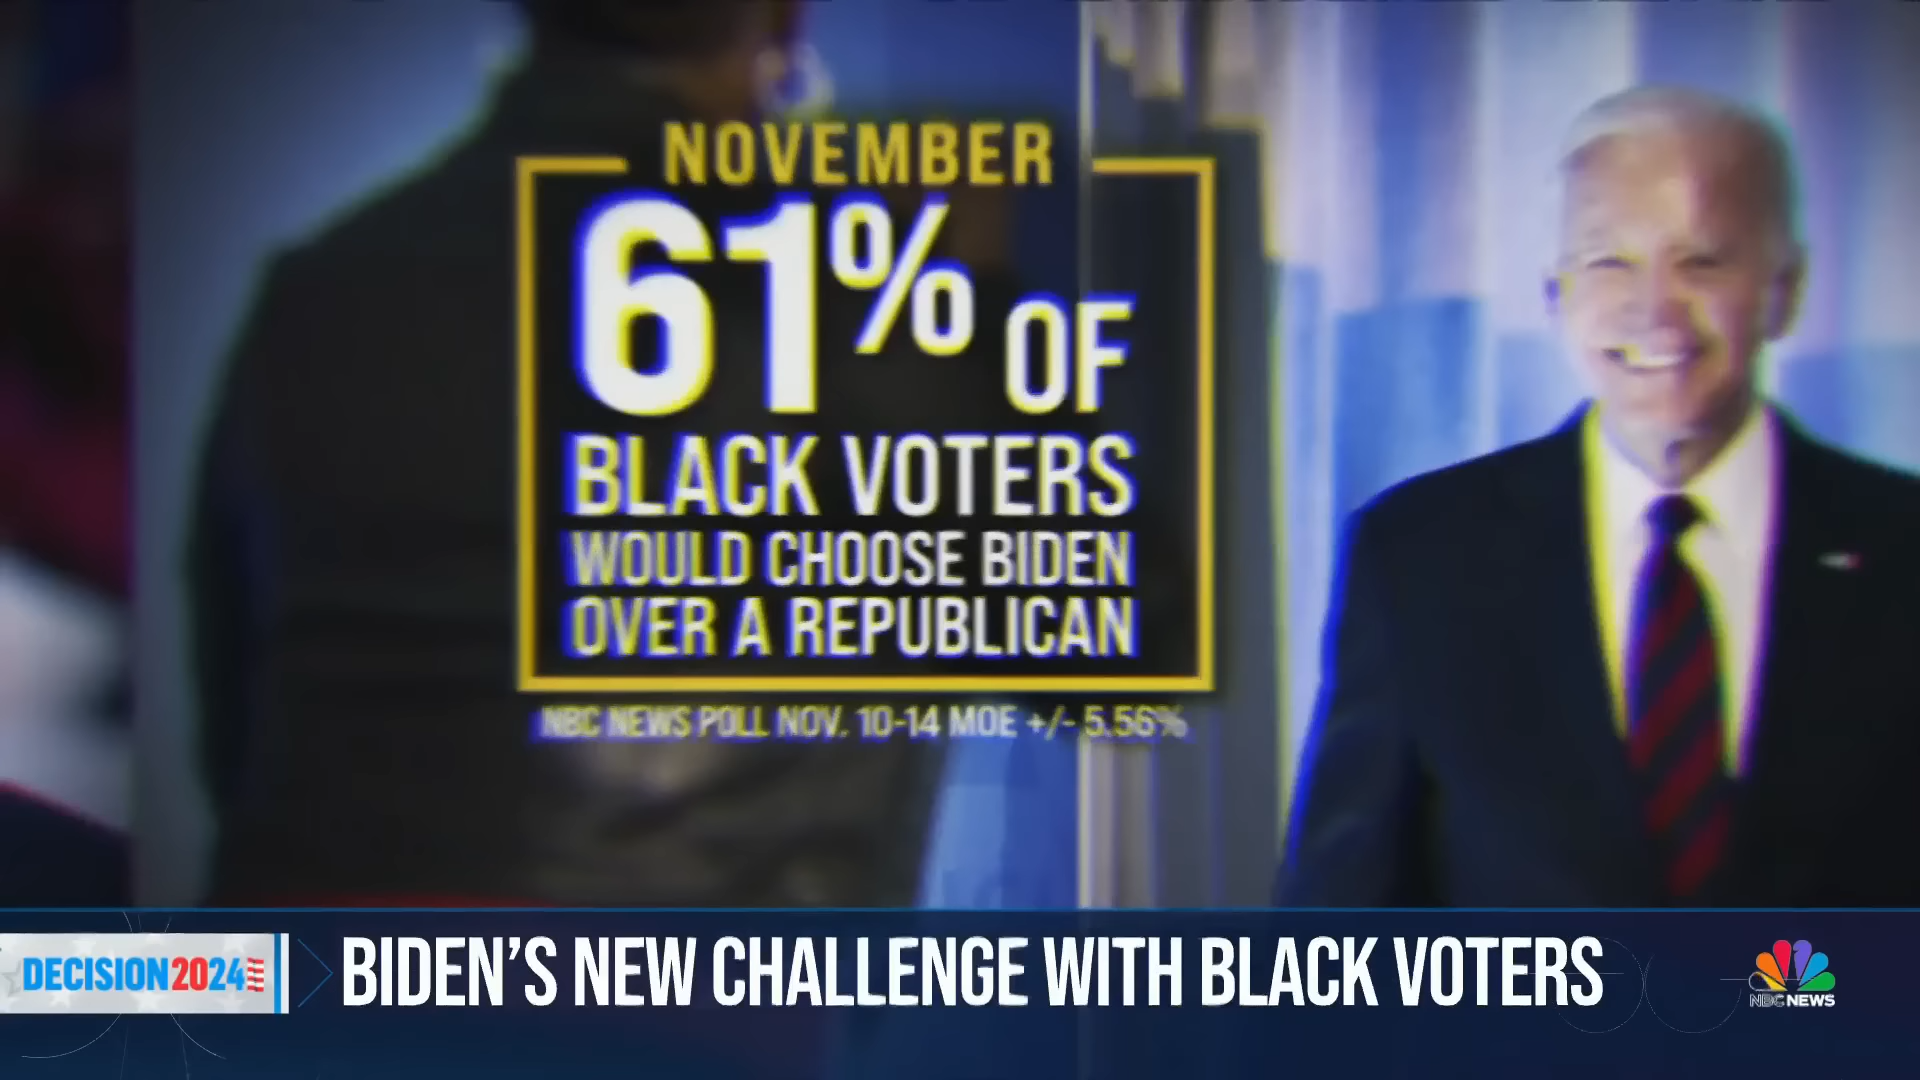 NOVEMBER
61% OF
BLACK VOTERS
WOULD CHOOSE BIDEN
OVER A REPUBLICAN
NBC NEWS POLL NOV. 10-14 MOE +/- 5.56%
DECISION 2024
BIDEN'S NEW CHALLENGE WITH BLACK VOTERS
NBC NEWS